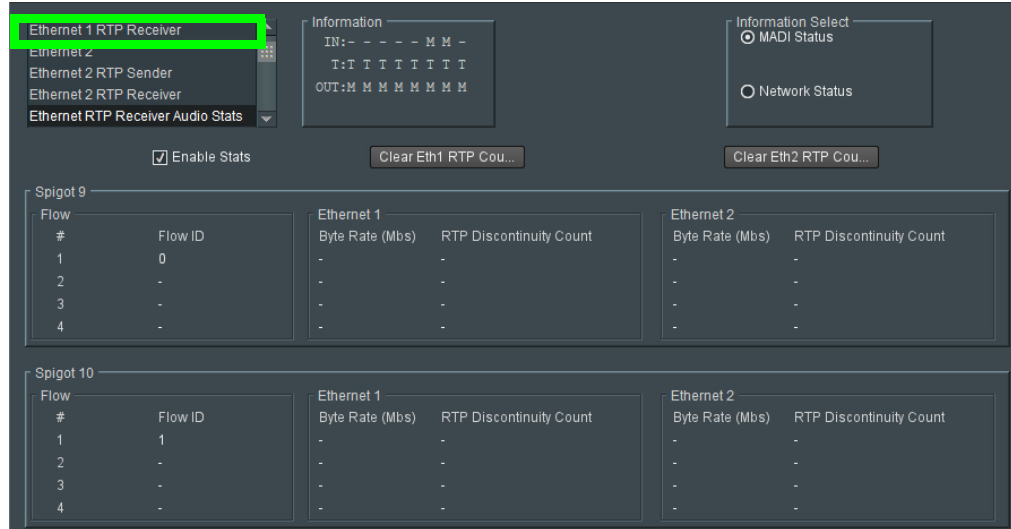 Ethernet 1 RTP Receiver
Ethernet 2
Ethernet 2 RTP Sender
Ethernet 2 RTP Receiver
Ethernet RTP Receiver Audio Stats
Information
IN:- - - - - M M -
T:T T T T T T T T
OUT:M M M M M M M M
Information Select
MADI Status
Network Status
Enable Stats
Clear Eth1 RTP Cou...
Clear Eth2 RTP Cou...
Spigot 9
Flow Ethernet 1 Ethernet 2
# Flow ID Byte Rate (Mbs) RTP Discontinuity Count Byte Rate (Mbs) RTP Discontinuity Count
1 0 - - - -
2 - - - - -
3 - - - - -
4 - - - - -
Spigot 10
Flow Ethernet 1 Ethernet 2
# Flow ID Byte Rate (Mbs) RTP Discontinuity Count Byte Rate (Mbs) RTP Discontinuity Count
1 1 - - - -
2 - - - - -
3 - - - - -
4 - - - - -